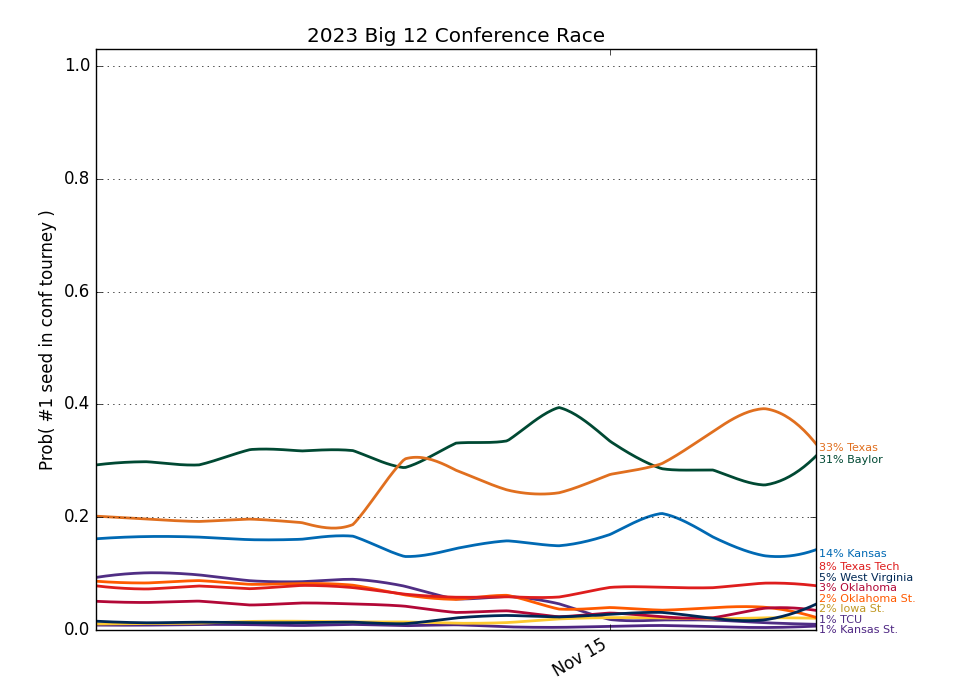 2023 Big 12 Conference Race
Prob( #1 seed in conf tourney )
1.0
0.8
0.6
0.4
0.2
0.0
Nov 15
33% Texas
31% Baylor
14% Kansas
8% Texas Tech
5% West Virginia
3% Oklahoma
2% Oklahoma St.
2% Iowa St.
1% TCU
1% Kansas St.